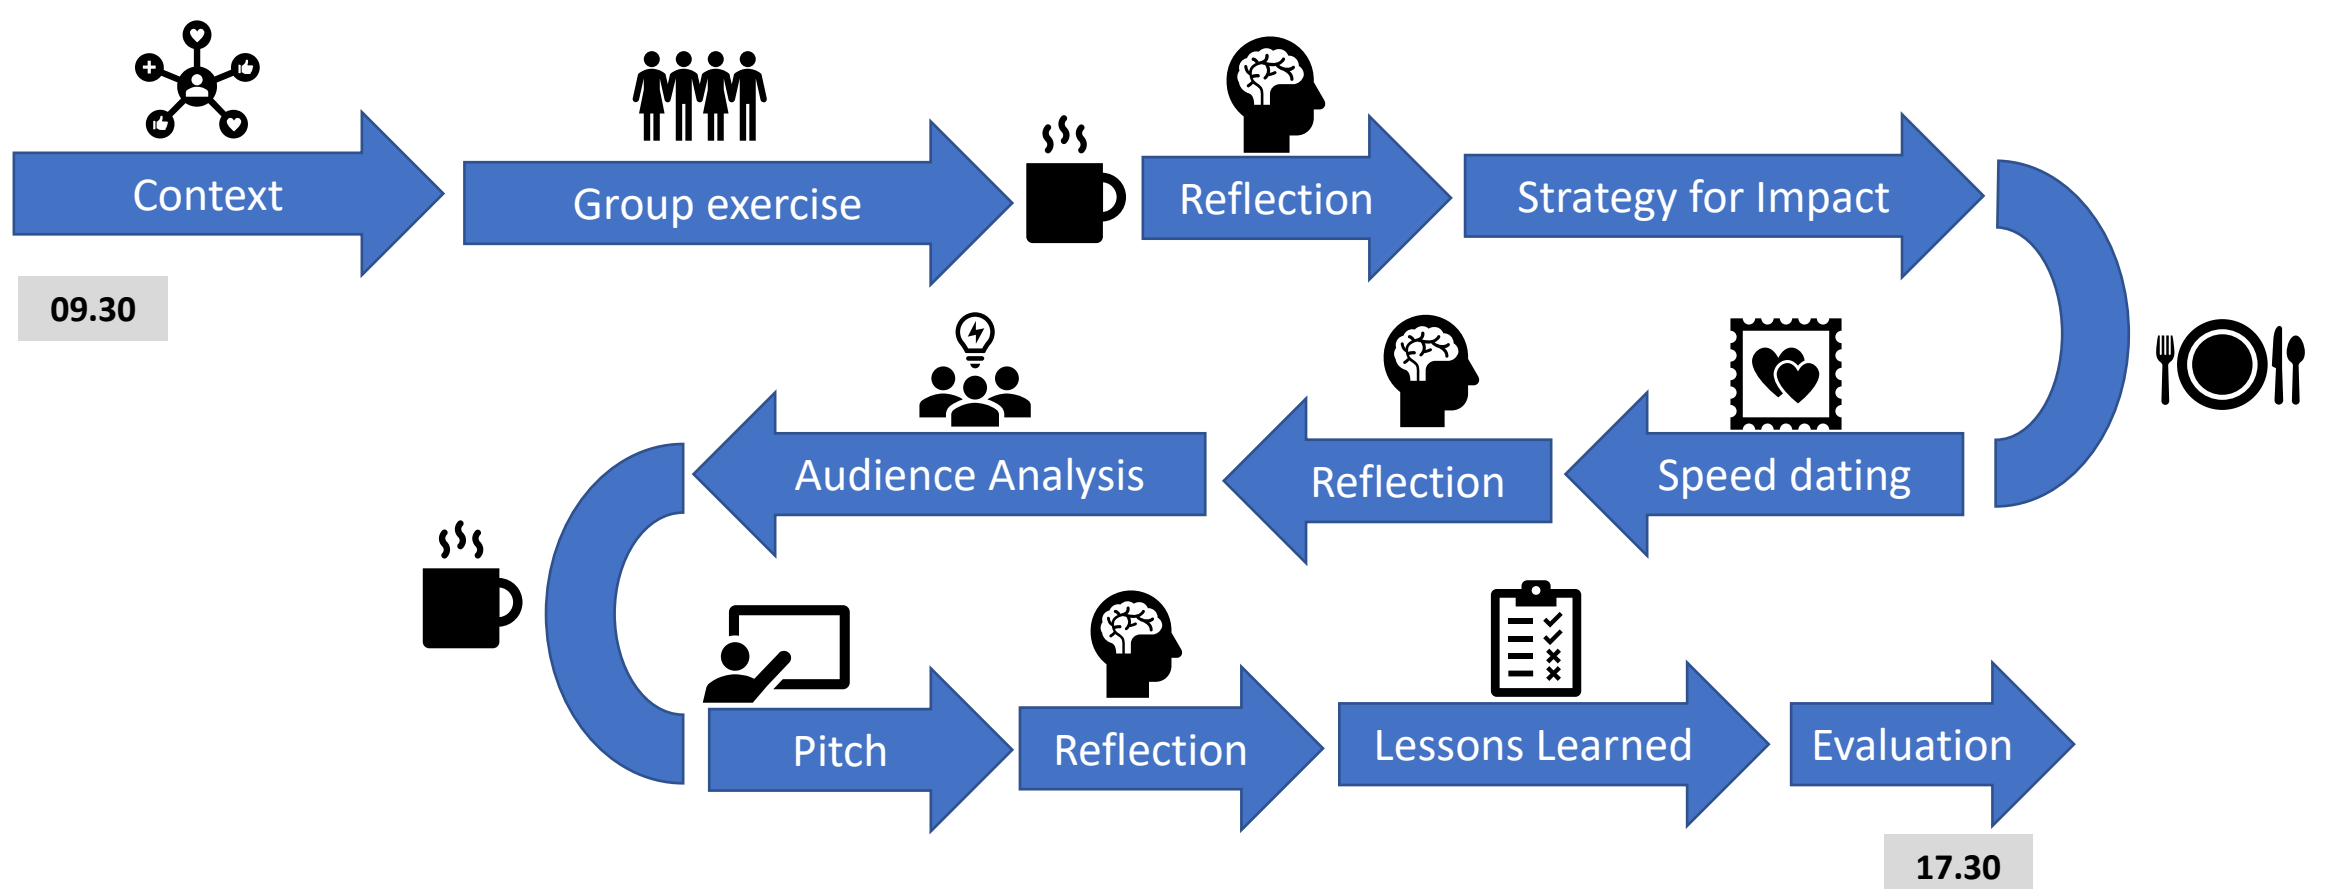 Context
Group exercise
Reflection
Strategy for Impact
09.30
Speed dating
Reflection
Audience Analysis
Pitch
Reflection
Lessons Learned
Evaluation
17.30